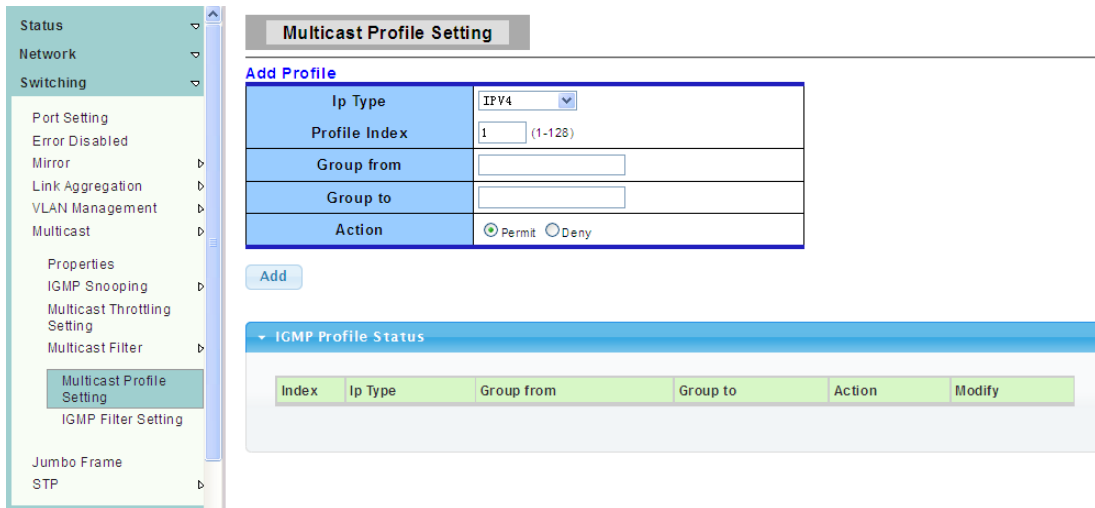 Status
Network
Switching
Port Setting
Error Disabled
Mirror
Link Aggregation
VLAN Management
Multicast
Properties
IGMP Snooping
Multicast Throttling
Setting
Multicast Filter
Multicast Profile
Setting
IGMP Filter Setting
Jumbo Frame
STP
Multicast Profile Setting
Add Profile
Ip Type IPV4
Profile Index 1 (1-128)
Group from
Group to
Action Permit Deny
Add
IGMP Profile Status
Index Ip Type Group from Group to Action Modify